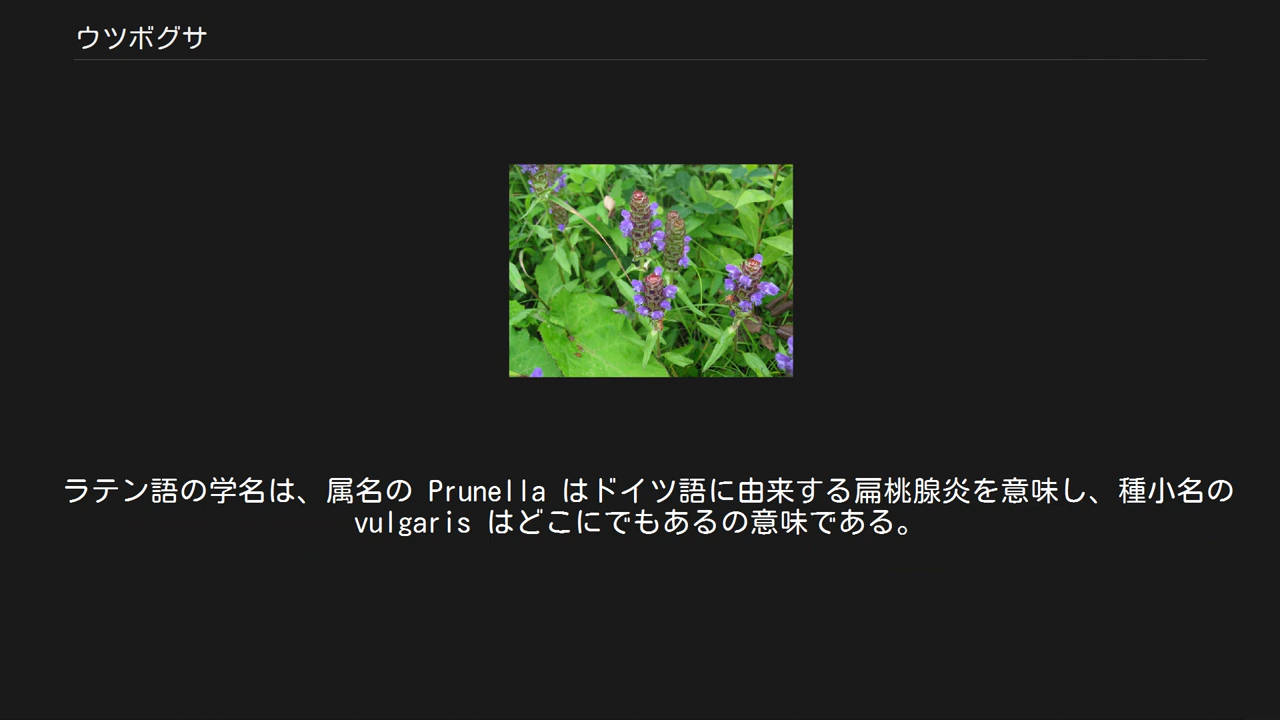 ウツボグサ
ラテン語の学名は、属名の Prunella はドイツ語に由来する扁桃腺炎を意味し、種小名の
vulgaris はどこにでもあるの意味である。